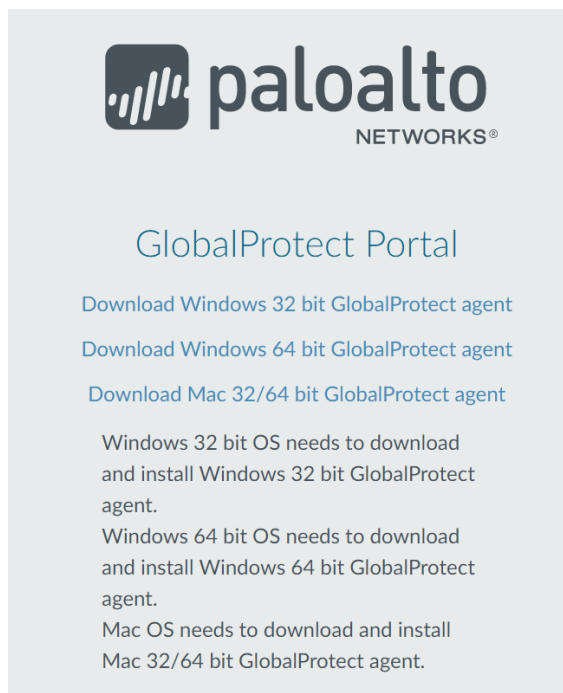 paloalto
NETWORKS®
GlobalProtect Portal
Download Windows 32 bit GlobalProtect agent
Download Windows 64 bit GlobalProtect agent
Download Mac 32/64 bit GlobalProtect agent
Windows 32 bit OS needs to download
and install Windows 32 bit GlobalProtect
agent.
Windows 64 bit OS needs to download
and install Windows 64 bit GlobalProtect
agent.
Mac OS needs to download and install
Mac 32/64 bit GlobalProtect agent.